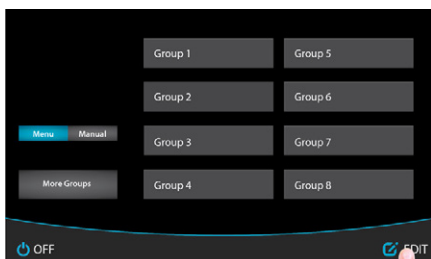 Group 1
Group 5
Group 2
Group 6
Menu
Manual
Group 3
Group 7
More Groups
Group 4
Group 8
OFF
EDIT